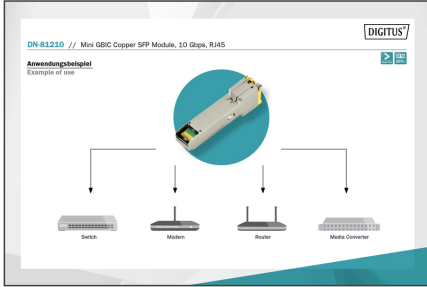 DIGITUS®
DN-81210 // Mini GBIC Copper SFP Module, 10 Gbps, RJ45
Anwendungsbeispiel
Example of use
Switch
Modem
Router
Media Converter